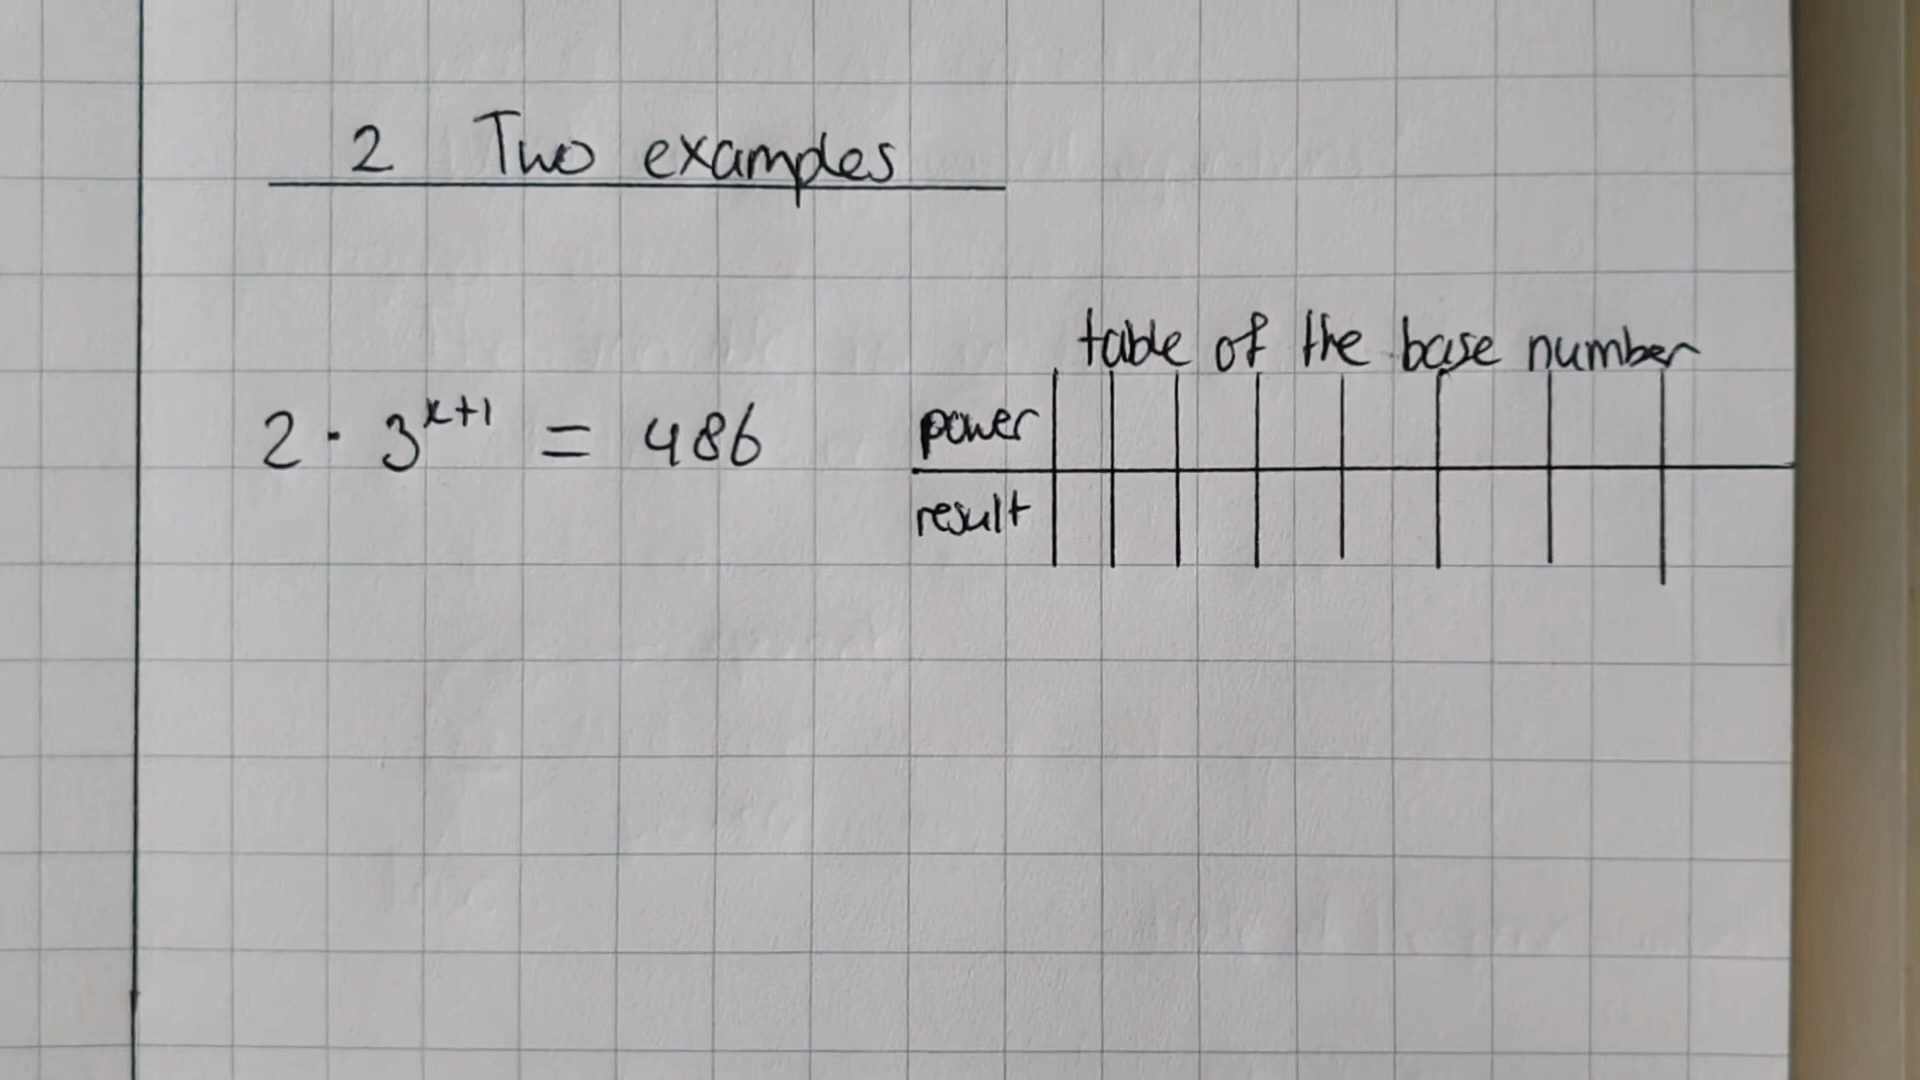 2 Two examples
table of the base number
2 · 3^{x+1} = 486
power
result